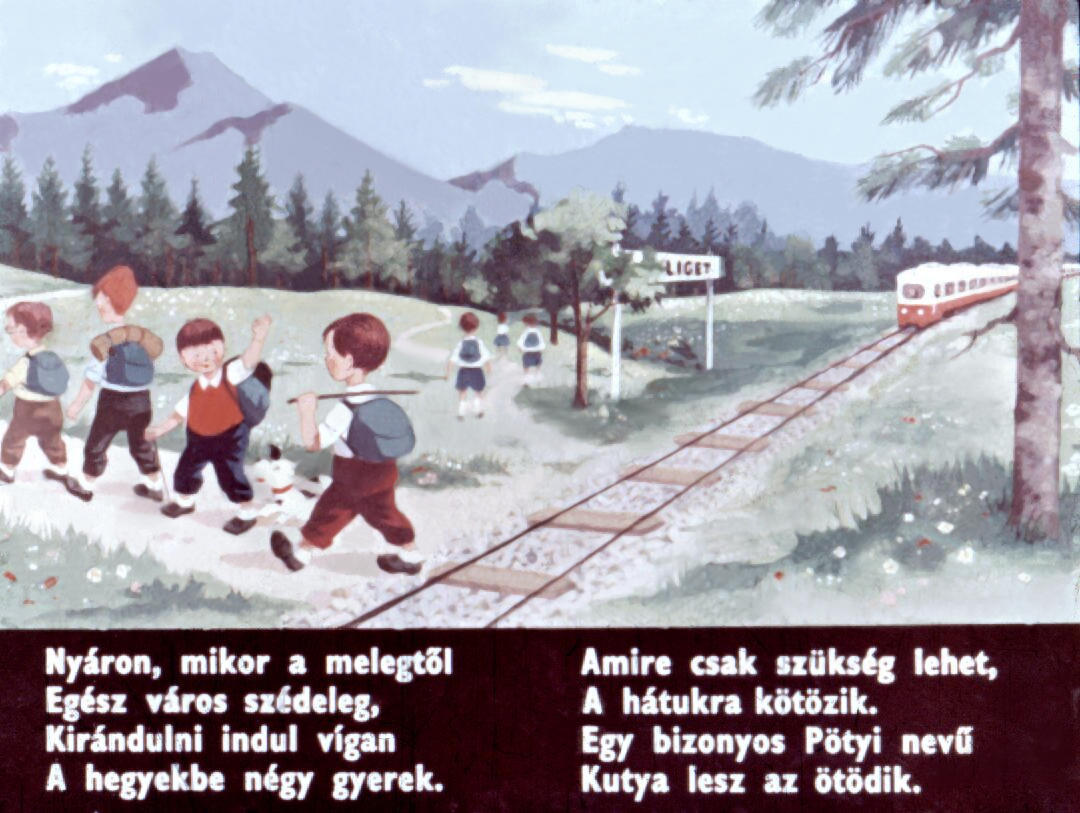 LIGET
Nyáron, mikor a melegtől
Egész város szédeleg,
Kirándulni indul vígan
A hegyekbe négy gyerek.
Amire csak szükség lehet,
A hátukra kötözik.
Egy bizonyos Pötyi nevű
Kutya lesz az ötödik.